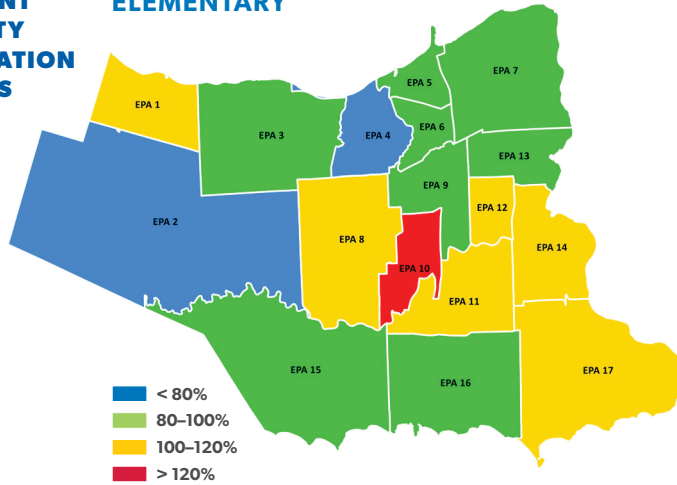 ELEMENTARY
EPA 1
EPA 2
EPA 3
EPA 4
EPA 5
EPA 6
EPA 7
EPA 8
EPA 9
EPA 10
EPA 11
EPA 12
EPA 13
EPA 14
EPA 15
EPA 16
EPA 17
< 80%
80–100%
100–120%
> 120%